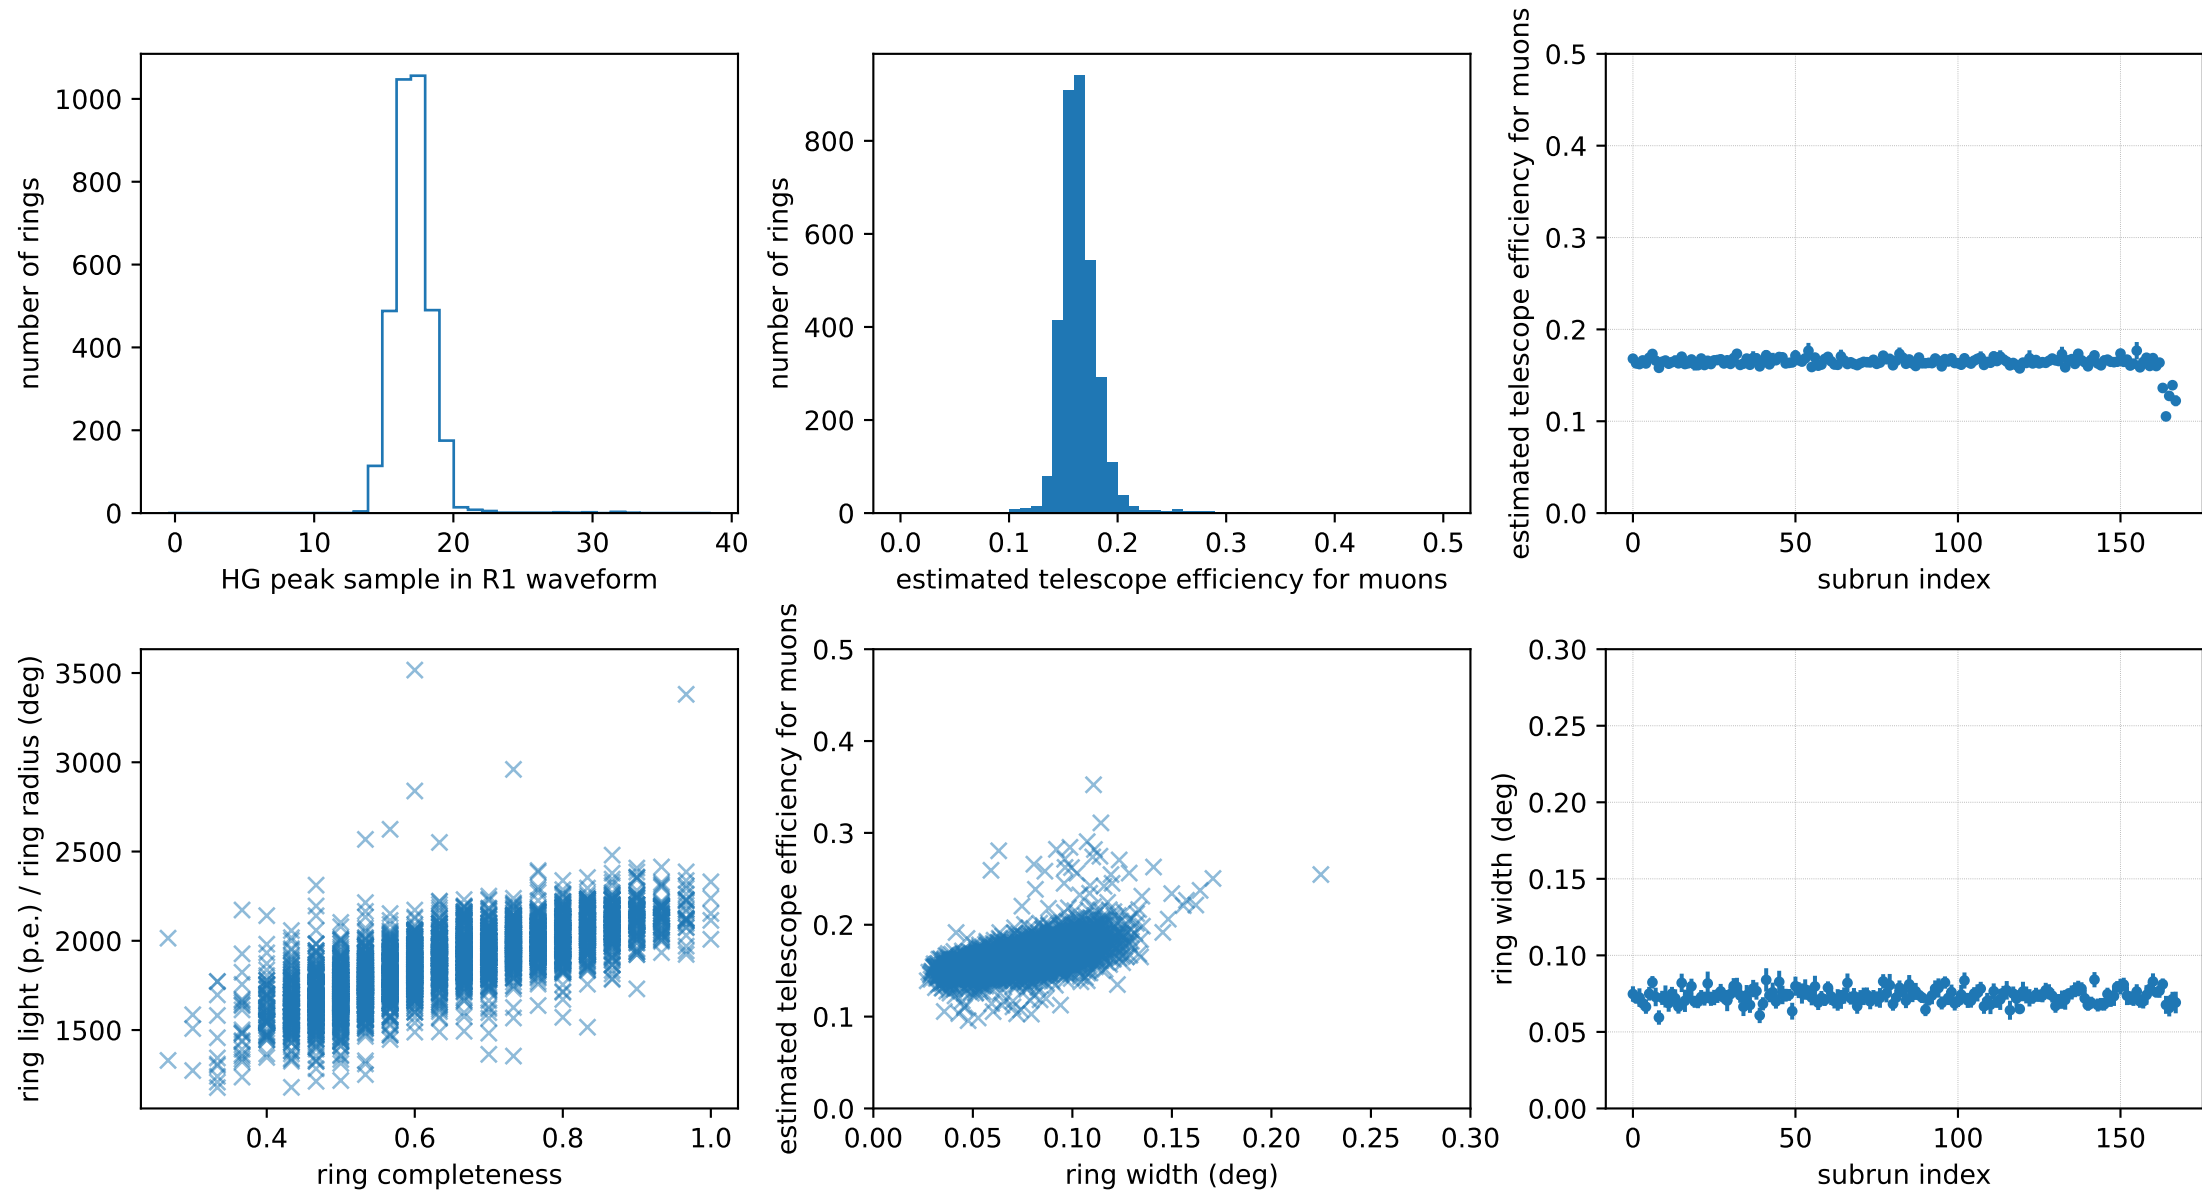 1000
800
600
400
200
0
number of rings
0 10 20 30 40
HG peak sample in R1 waveform
800
600
400
200
0
number of rings
0.0 0.1 0.2 0.3 0.4 0.5
estimated telescope efficiency for muons
0.5
0.4
0.3
0.2
0.1
0.0
estimated telescope efficiency for muons
0 50 100 150
subrun index
3500
3000
2500
2000
1500
ring light (p.e.) / ring radius (deg)
0.4 0.6 0.8 1.0
ring completeness
0.5
0.4
0.3
0.2
0.1
0.0
estimated telescope efficiency for muons
0.00 0.05 0.10 0.15 0.20 0.25 0.30
ring width (deg)
0.30
0.25
0.20
0.15
0.10
0.05
0.00
ring width (deg)
0 50 100 150
subrun index